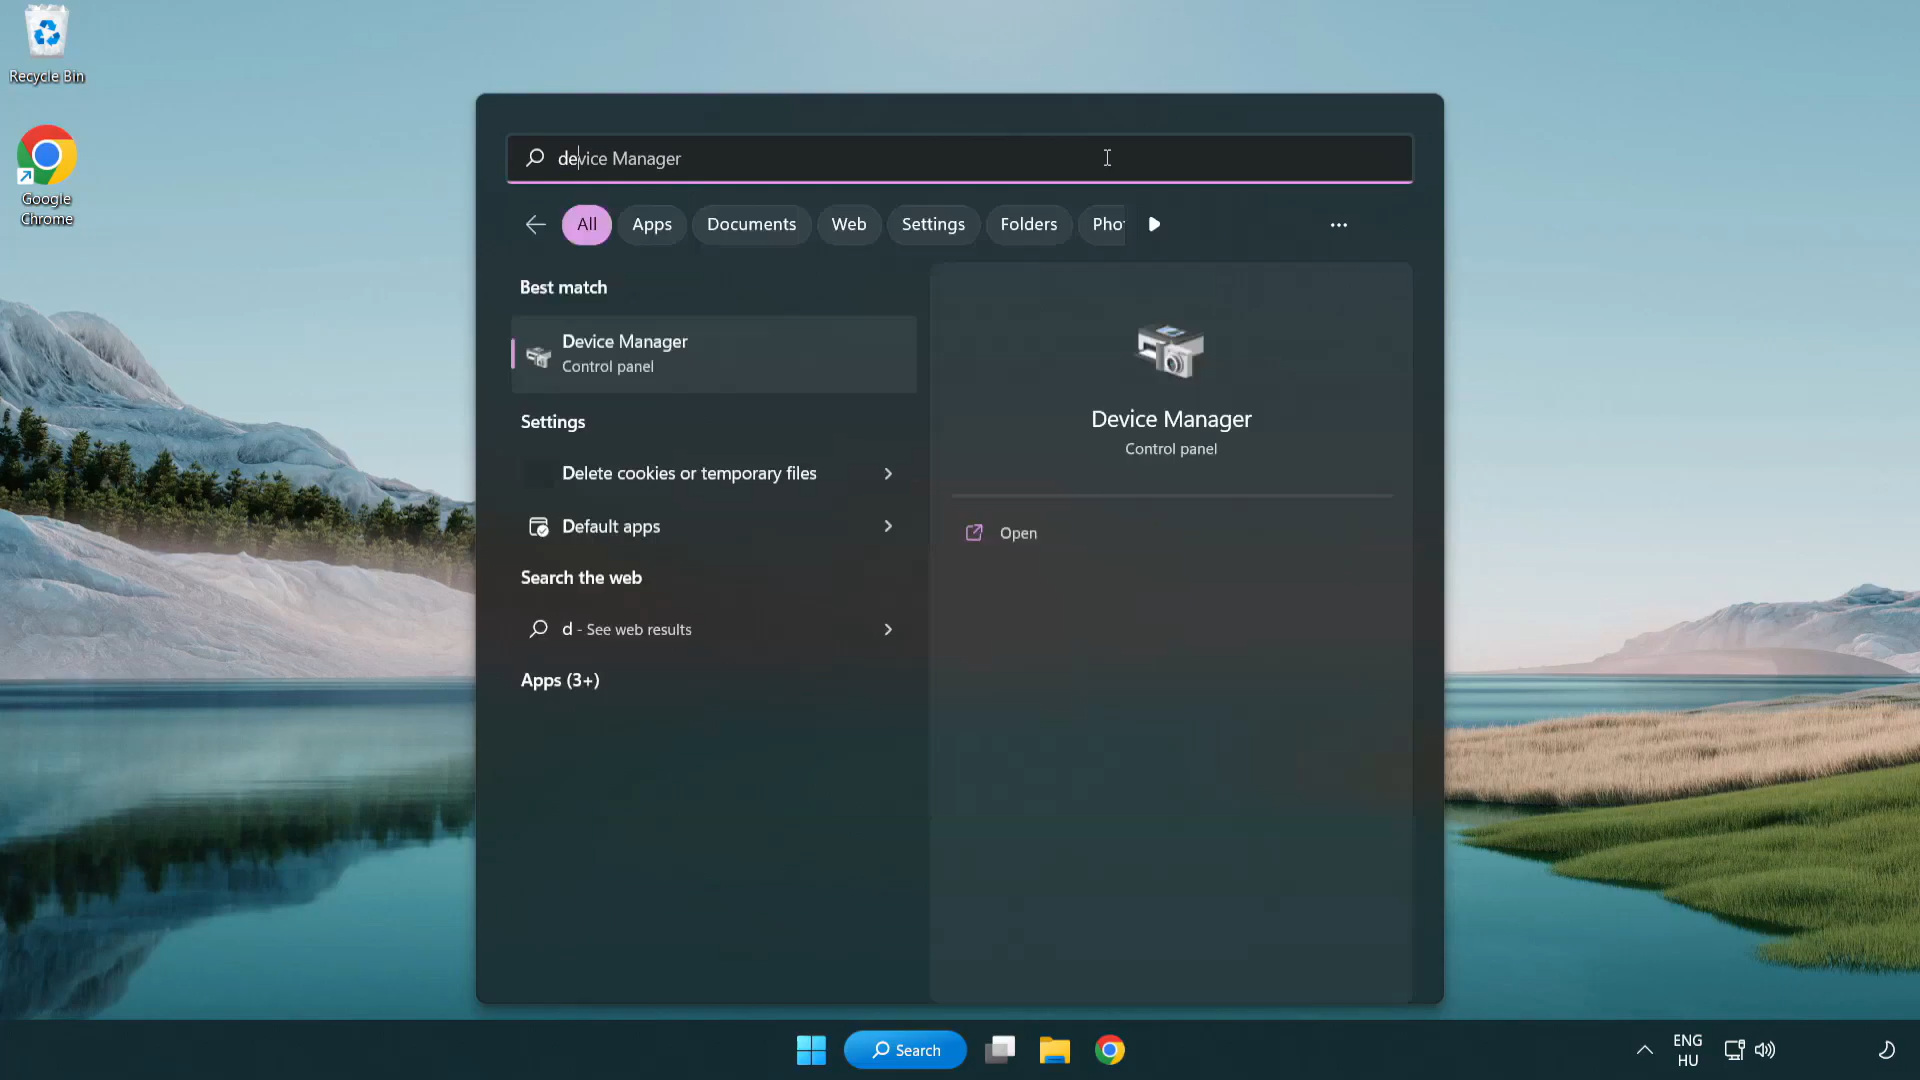 Recycle Bin
Google
Chrome
device Manager
All
Apps
Documents
Web
Settings
Folders
Pho
Best match
Device Manager
Control panel
Settings
Delete cookies or temporary files
Default apps
Search the web
d - See web results
Apps (3+)
Device Manager
Control panel
Open
Search
ENG
HU